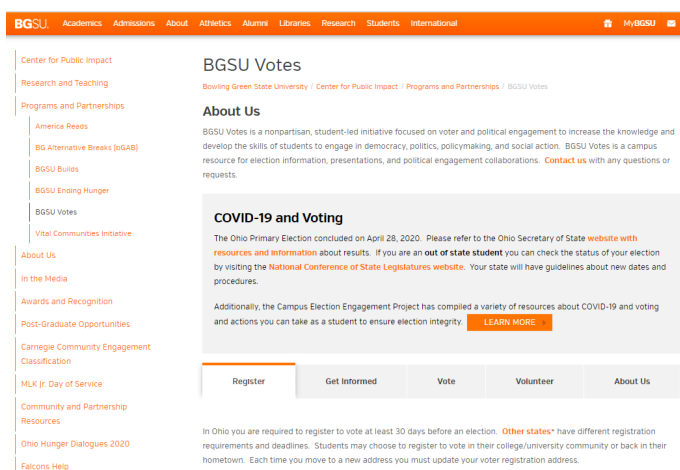 BGSU. Academics Admissions About Athletics Alumni Libraries Research Students International MyBGSU
Center for Public Impact
Research and Teaching
Programs and Partnerships
America Reads
BG Alternative Breaks (bGAB)
BGSU Builds
BGSU Ending Hunger
BGSU Votes
Vital Communities Initiative
About Us
In the Media
Awards and Recognition
Post-Graduate Opportunities
Carnegie Community Engagement
Classification
MLK Jr. Day of Service
Community and Partnership
Resources
Ohio Hunger Dialogues 2020
Falcons Help
BGSU Votes
Bowling Green State University / Center for Public Impact / Programs and Partnerships / BGSU Votes
About Us
BGSU Votes is a nonpartisan, student-led initiative focused on voter and political engagement to increase the knowledge and
develop the skills of students to engage in democracy, politics, policymaking, and social action. BGSU Votes is a campus
resource for election information, presentations, and political engagement collaborations. Contact us with any questions or
requests.
COVID-19 and Voting
The Ohio Primary Election concluded on April 28, 2020. Please refer to the Ohio Secretary of State website with
resources and information about results. If you are an out of state student you can check the status of your election
by visiting the National Conference of State Legislatures website. Your state will have guidelines about new dates and
procedures.
Additionally, the Campus Election Engagement Project has compiled a variety of resources about COVID-19 and voting
and actions you can take as a student to ensure election integrity. LEARN MORE
Register Get Informed Vote Volunteer About Us
In Ohio you are required to register to vote at least 30 days before an election. Other states* have different registration
requirements and deadlines. Students may choose to register to vote in their college/university community or back in their
hometown. Each time you move to a new address you must update your voter registration address.